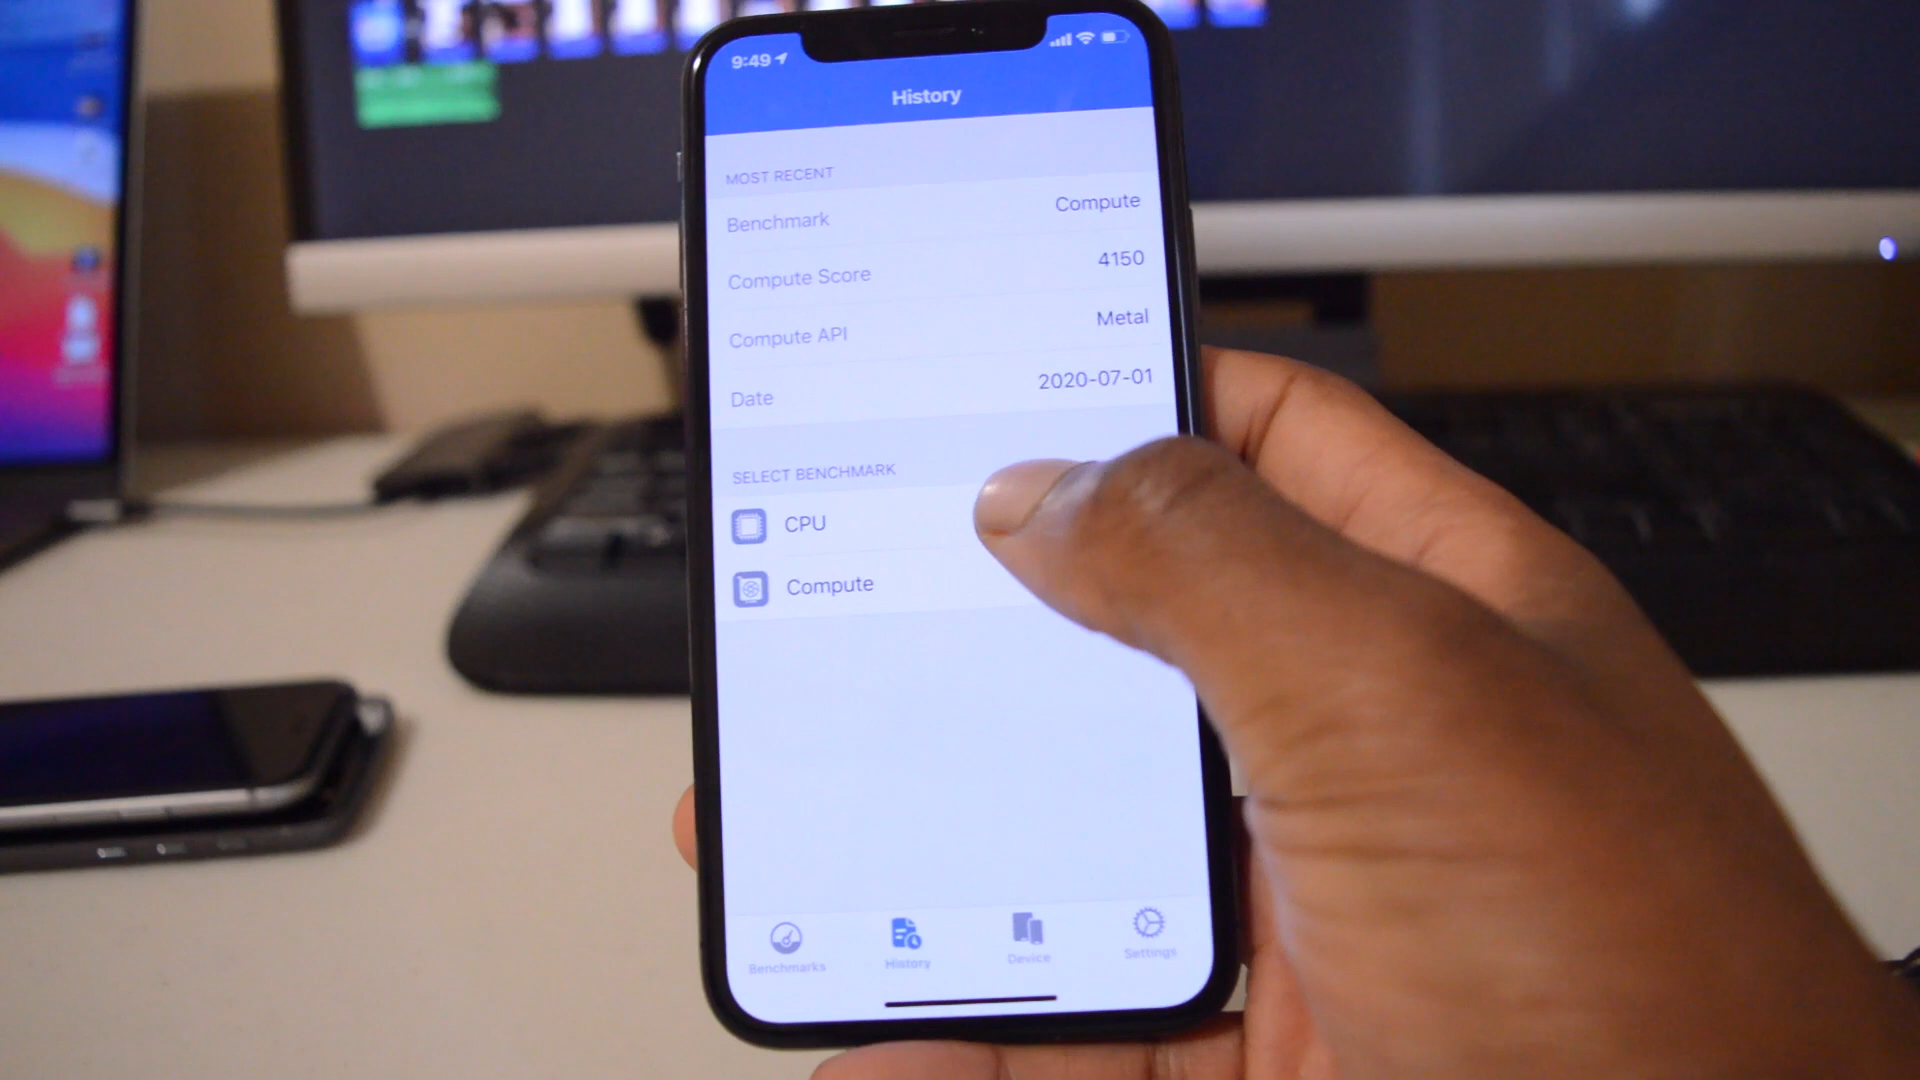 9:49
History
MOST RECENT
Benchmark Compute
Compute Score 4150
Compute API Metal
Date 2020-07-01
SELECT BENCHMARK
CPU
Compute
Benchmarks History Device Settings